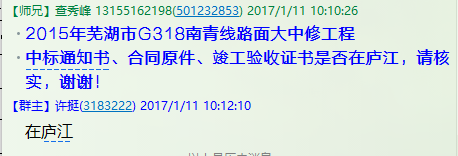 【师兄】查秀峰 13155162198(501232853) 2017/1/11 10:10:26
• 2015年芜湖市G318南青线路面大中修工程
• 中标通知书、合同原件、竣工验收证书是否在庐江，请核
实，谢谢！
【群主】许挺(3183222) 2017/1/11 10:12:10
在庐江